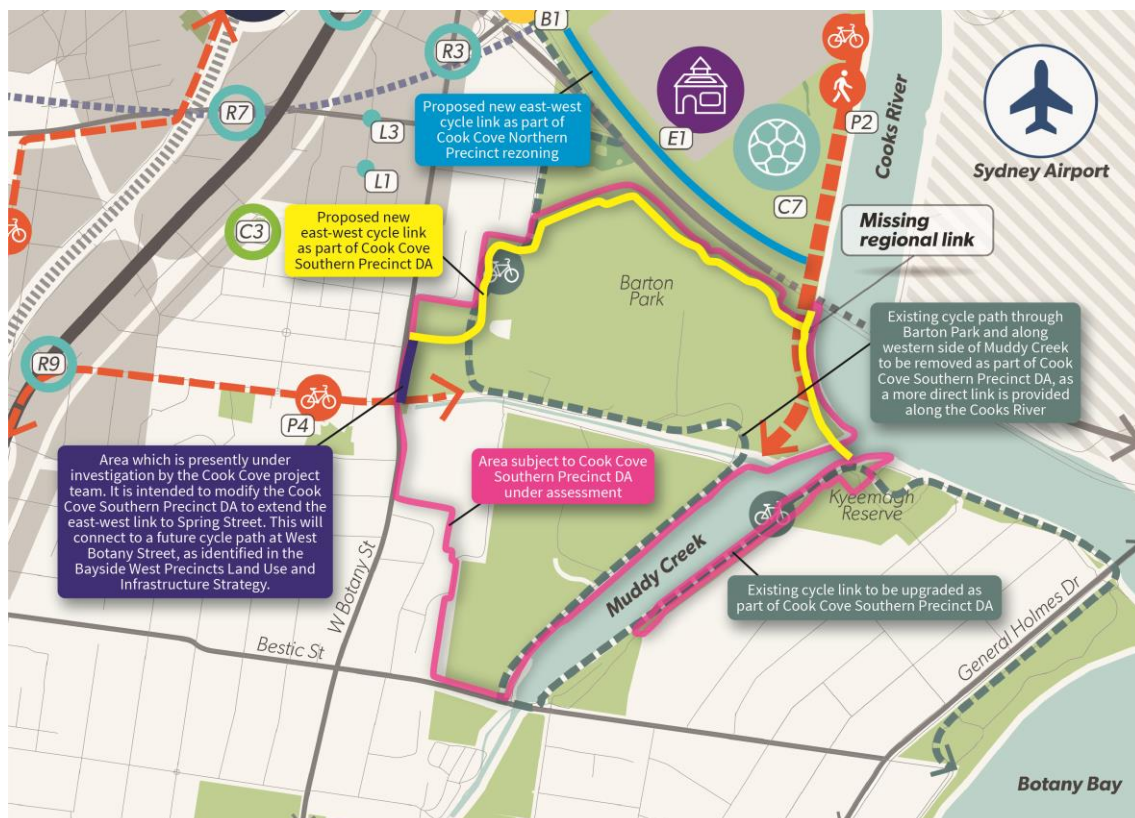 B1
R3
R7
L3
L1
C3
R9
P4
E1
C7
P2
Cooks River
Sydney Airport
Missing
regional link
Proposed new east-west
cycle link as part of
Cook Cove Northern
Precinct rezoning
Proposed new
east-west cycle link
as part of Cook Cove
Southern Precinct DA
Barton
Park
Existing cycle path through
Barton Park and along
western side of Muddy Creek
to be removed as part of Cook
Cove Southern Precinct DA, as
a more direct link is provided
along the Cooks River
Area which is presently under
investigation by the Cook Cove project
team. It is intended to modify the Cook
Cove Southern Precinct DA to extend the
east-west link to Spring Street. This will
connect to a future cycle path at West
Botany Street, as identified in the
Bayside West Precincts Land Use and
Infrastructure Strategy.
Area subject to Cook Cove
Southern Precinct DA
under assessment
Kyeemagh
Reserve
Muddy Creek
Existing cycle link to be upgraded as
part of Cook Cove Southern Precinct DA
W Botany St
Bestic St
General Holmes Dr
Botany Bay